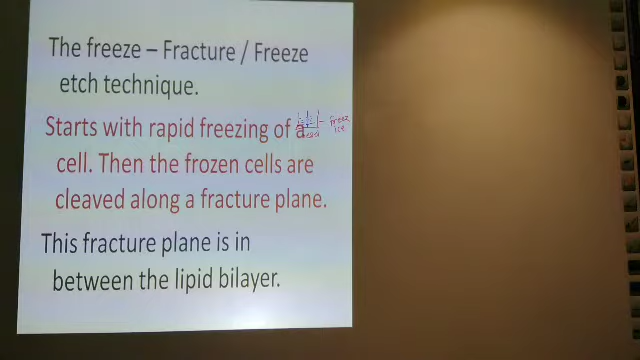 The freeze – Fracture / Freeze
etch technique.
Starts with rapid freezing of a
cell. Then the frozen cells are
cleaved along a fracture plane.
This fracture plane is in
between the lipid bilayer.